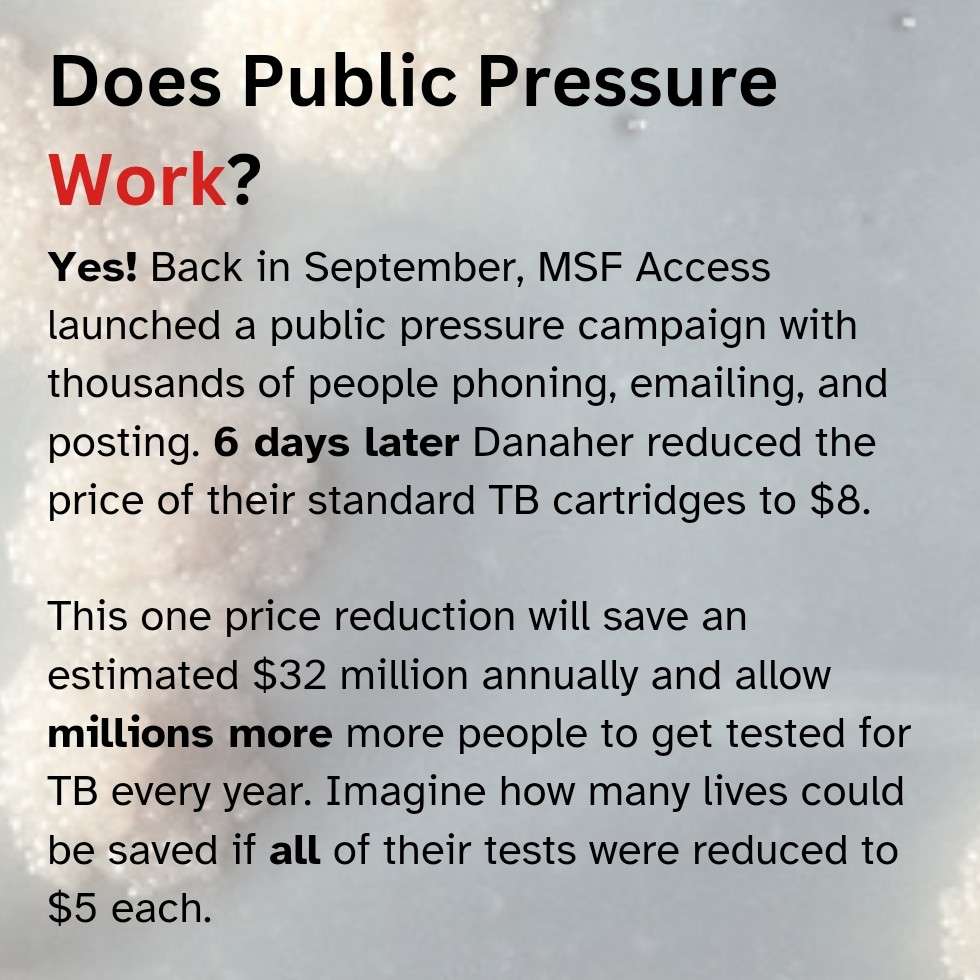 Does Public Pressure
Work?
Yes! Back in September, MSF Access
launched a public pressure campaign with
thousands of people phoning, emailing, and
posting. 6 days later Danaher reduced the
price of their standard TB cartridges to $8.
This one price reduction will save an
estimated $32 million annually and allow
millions more more people to get tested for
TB every year. Imagine how many lives could
be saved if all of their tests were reduced to
$5 each.